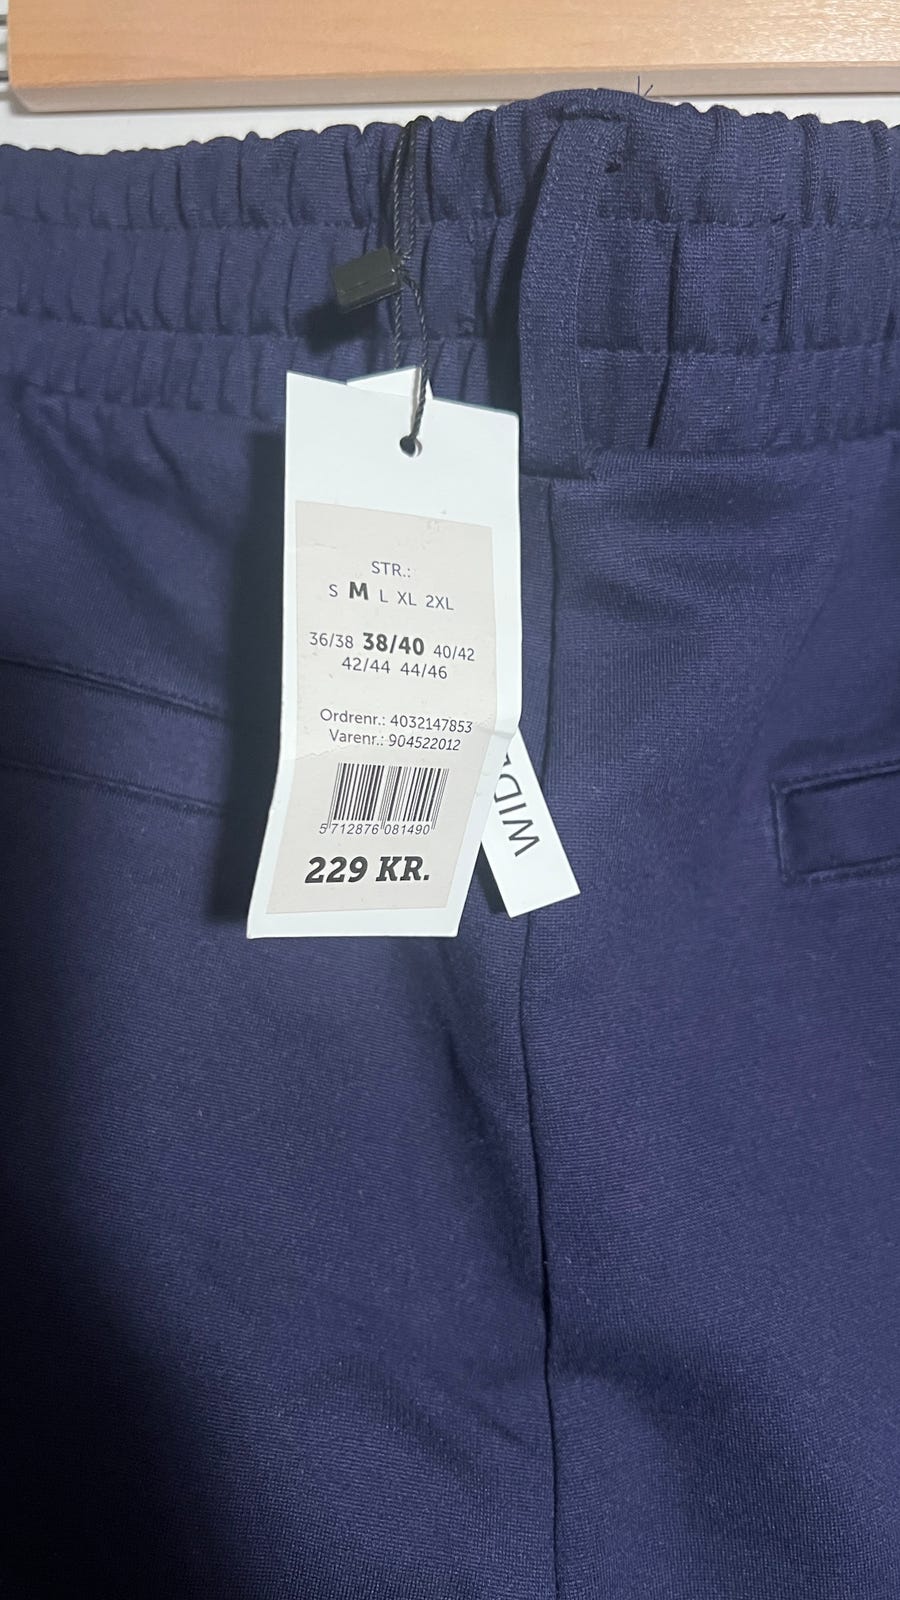 STR.:
S M L XL 2XL
36/38 38/40 40/42
42/44 44/46
Ordrenr.: 4032147853
Varenr.: 904522012
5 712876 081490
229 KR.